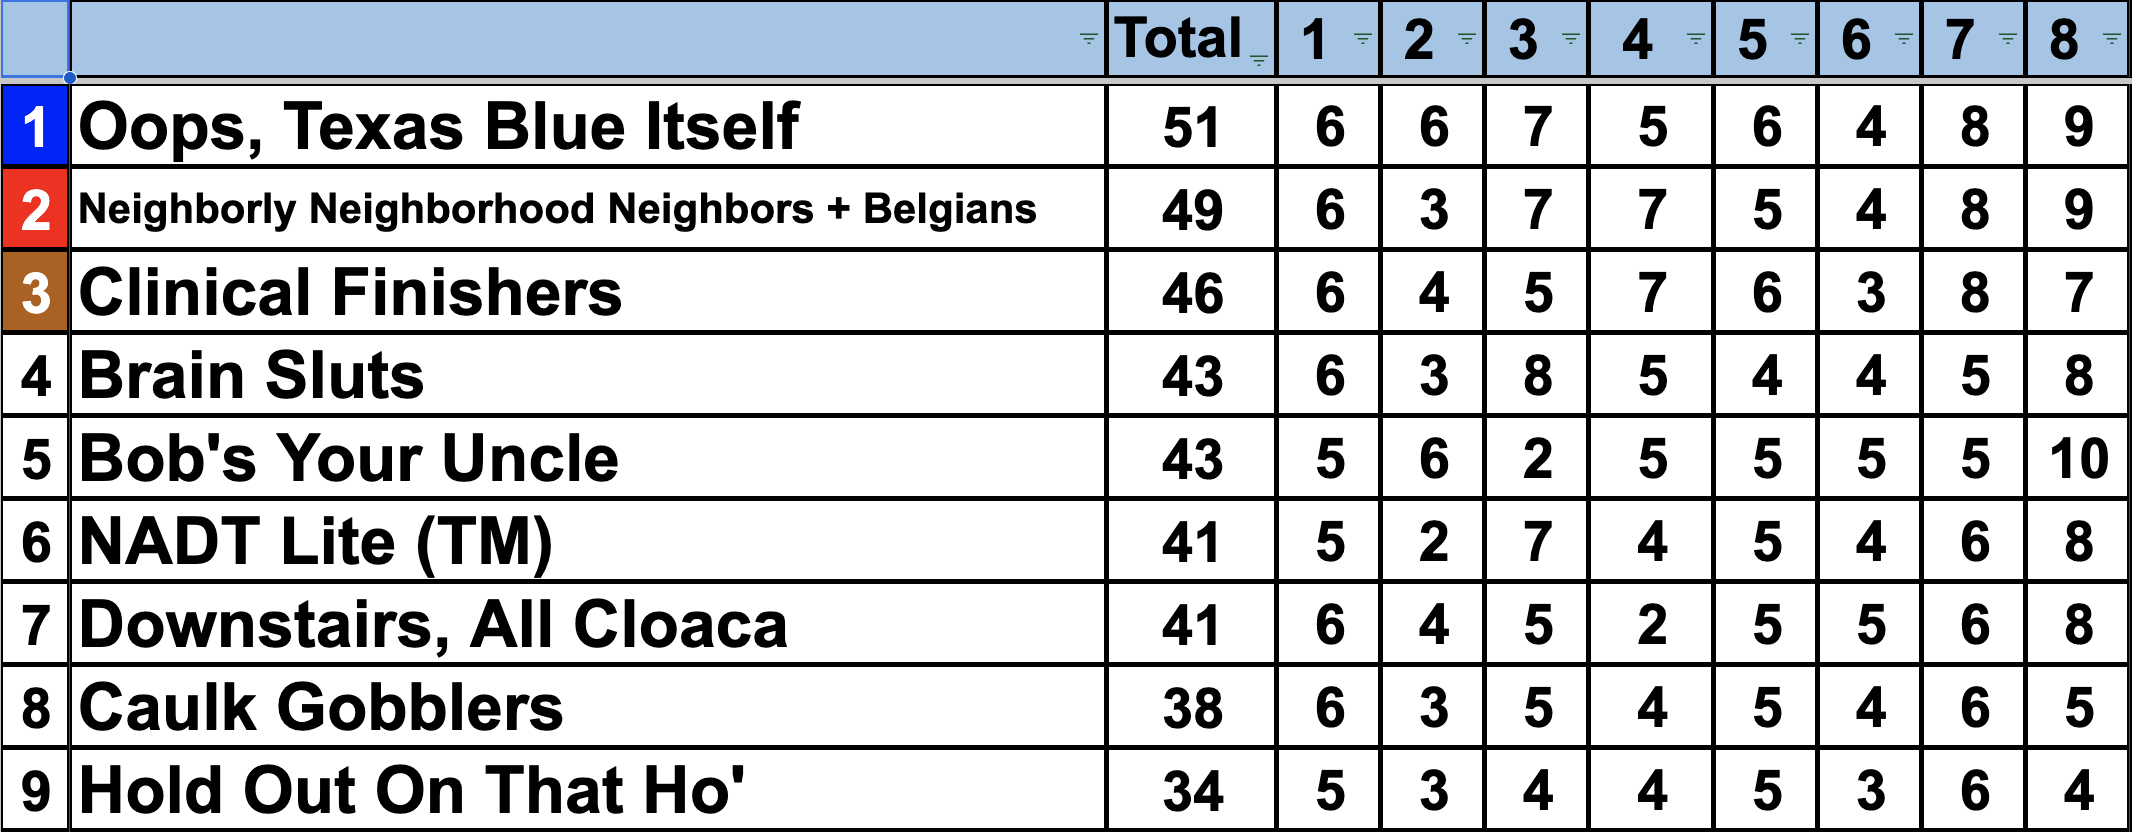 Total 1 2 3 4 5 6 7 8
1 Oops, Texas Blue Itself 51 6 6 7 5 6 4 8 9
2 Neighborly Neighborhood Neighbors + Belgians 49 6 3 7 7 5 4 8 9
3 Clinical Finishers 46 6 4 5 7 6 3 8 7
4 Brain Sluts 43 6 3 8 5 4 4 5 8
5 Bob's Your Uncle 43 5 6 2 5 5 5 5 10
6 NADT Lite (TM) 41 5 2 7 4 5 4 6 8
7 Downstairs, All Cloaca 41 6 4 5 2 5 5 6 8
8 Caulk Gobblers 38 6 3 5 4 5 4 6 5
9 Hold Out On That Ho' 34 5 3 4 4 5 3 6 4